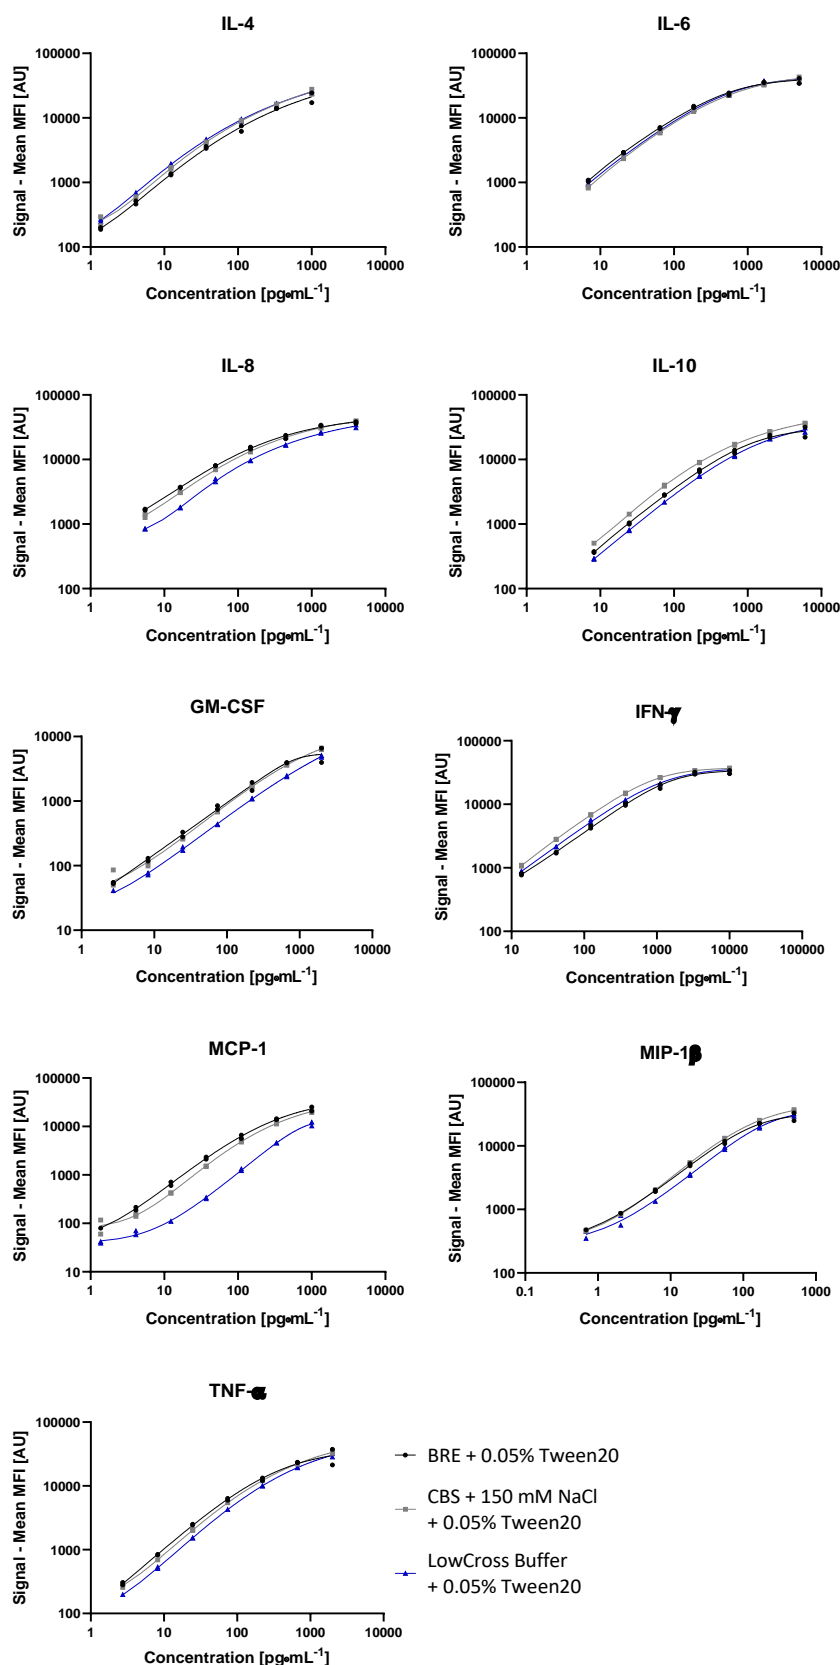 IL-4
IL-6
Signal - Mean MFI [AU]
100000
10000
1000
100
1
10
100
1000
10000
Concentration [pg•mL⁻¹]
Signal - Mean MFI [AU]
100000
10000
1000
100
1
10
100
1000
10000
Concentration [pg•mL⁻¹]
IL-8
IL-10
Signal - Mean MFI [AU]
100000
10000
1000
100
1
10
100
1000
10000
Concentration [pg•mL⁻¹]
Signal - Mean MFI [AU]
100000
10000
1000
100
1
10
100
1000
10000
Concentration [pg•mL⁻¹]
GM-CSF
IFN-γ
Signal - Mean MFI [AU]
10000
1000
100
10
1
10
100
1000
10000
Concentration [pg•mL⁻¹]
Signal - Mean MFI [AU]
100000
10000
1000
100
10
100
1000
10000
100000
Concentration [pg•mL⁻¹]
MCP-1
MIP-1β
Signal - Mean MFI [AU]
100000
10000
1000
100
10
1
10
100
1000
10000
Concentration [pg•mL⁻¹]
Signal - Mean MFI [AU]
100000
10000
1000
100
0.1
1
10
100
1000
Concentration [pg•mL⁻¹]
TNF-α
Signal - Mean MFI [AU]
100000
10000
1000
100
1
10
100
1000
10000
Concentration [pg•mL⁻¹]
BRE + 0.05% Tween20
CBS + 150 mM NaCl
+ 0.05% Tween20
LowCross Buffer
+ 0.05% Tween20